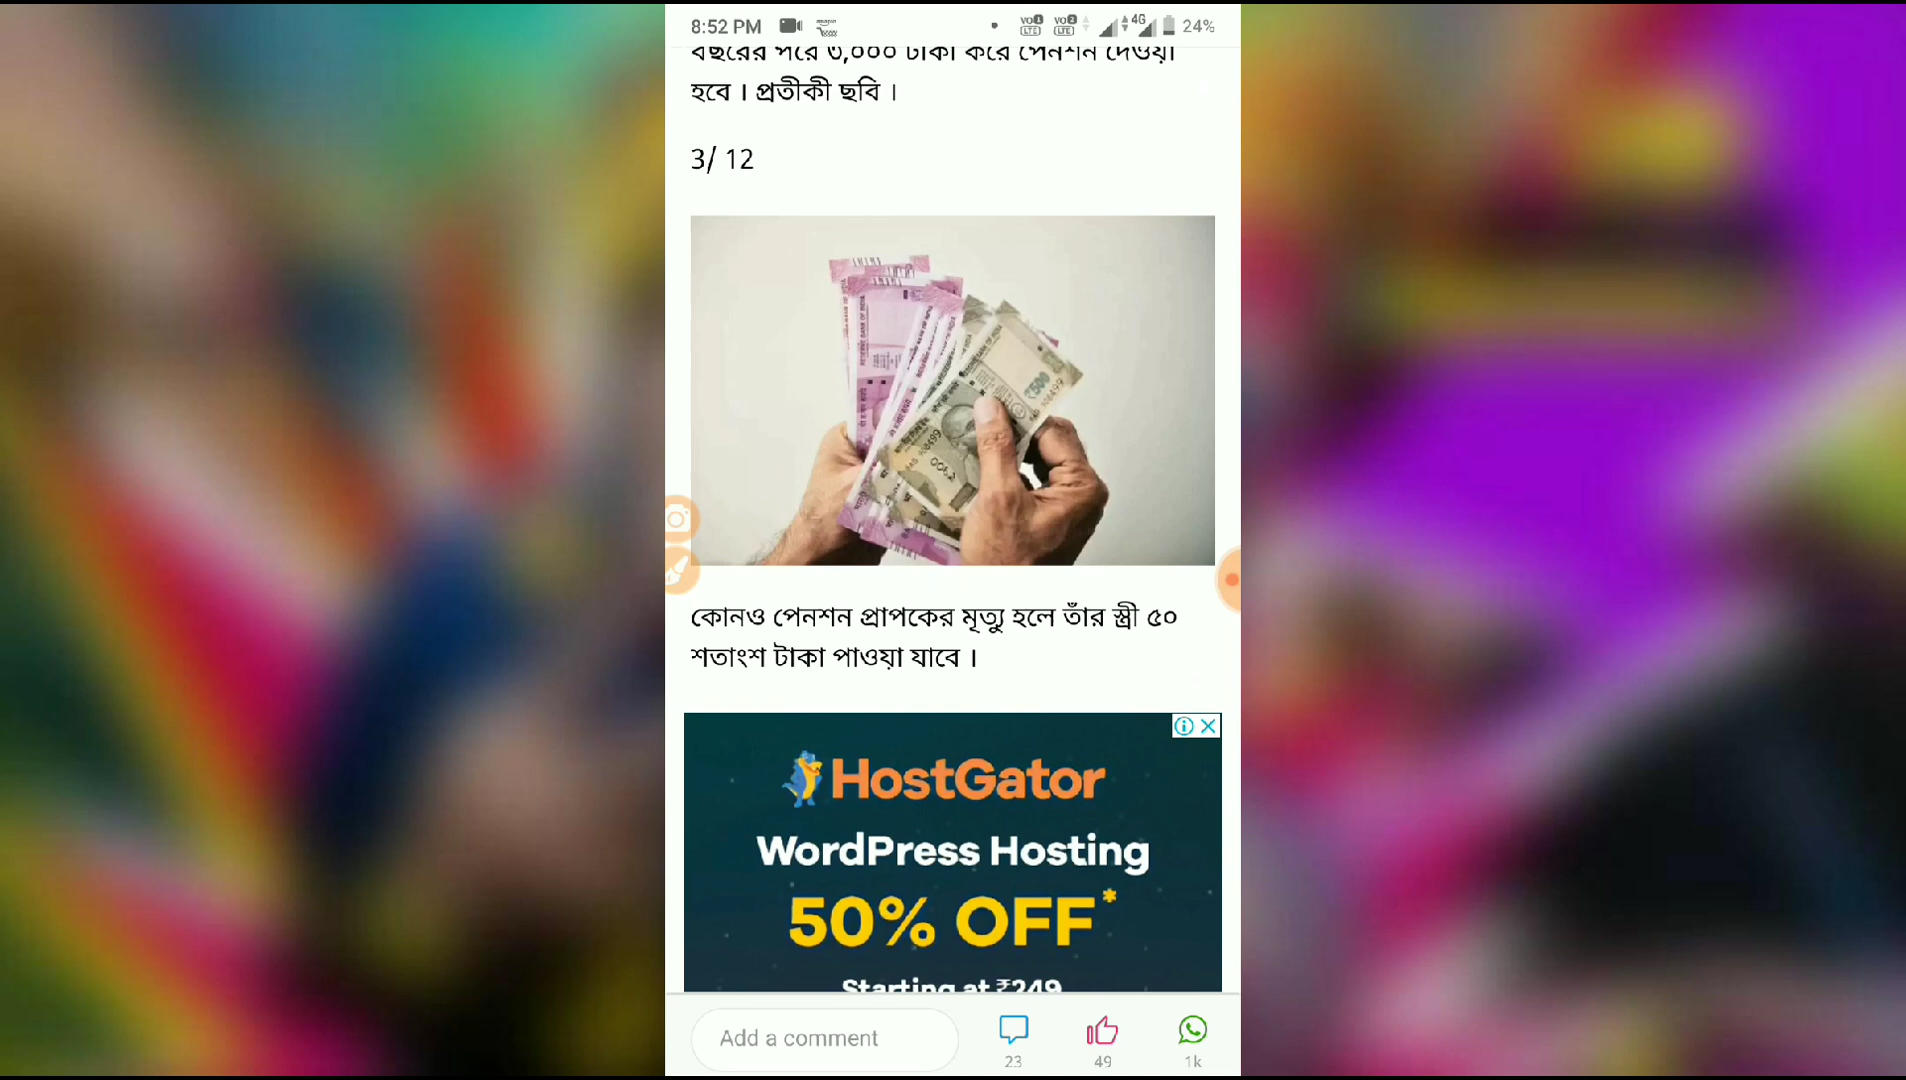 8:52 PM
4G
24%
বছরের পরে ৩,০০০ টাকা করে পেনশন দেওয়া
হবে । প্রতীকী ছবি ।
3/ 12
কোনও পেনশন প্রাপকের মৃত্যু হলে তাঁর স্ত্রী ৫০
শতাংশ টাকা পাওয়া যাবে ।
HostGator
WordPress Hosting
50% OFF*
Starting at ₹249
Add a comment
23
49
1k